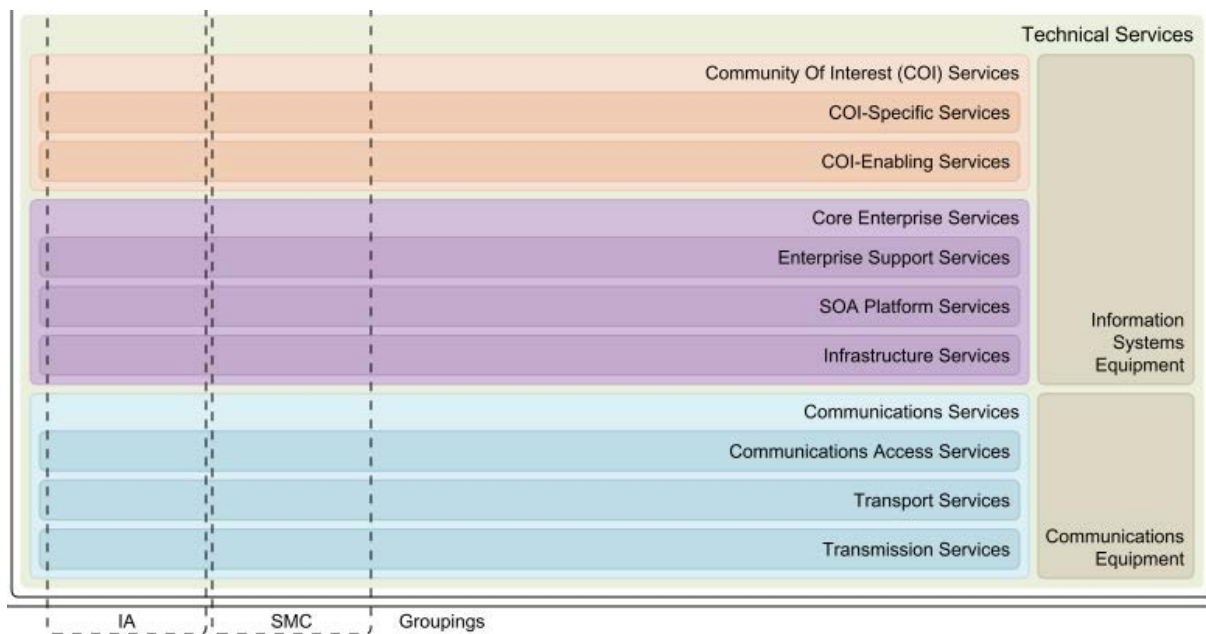 Technical Services
Community Of Interest (COI) Services
COI-Specific Services
COI-Enabling Services
Core Enterprise Services
Enterprise Support Services
SOA Platform Services
Infrastructure Services
Information
Systems
Equipment
Communications Services
Communications Access Services
Transport Services
Transmission Services
Communications
Equipment
IA
SMC
Groupings